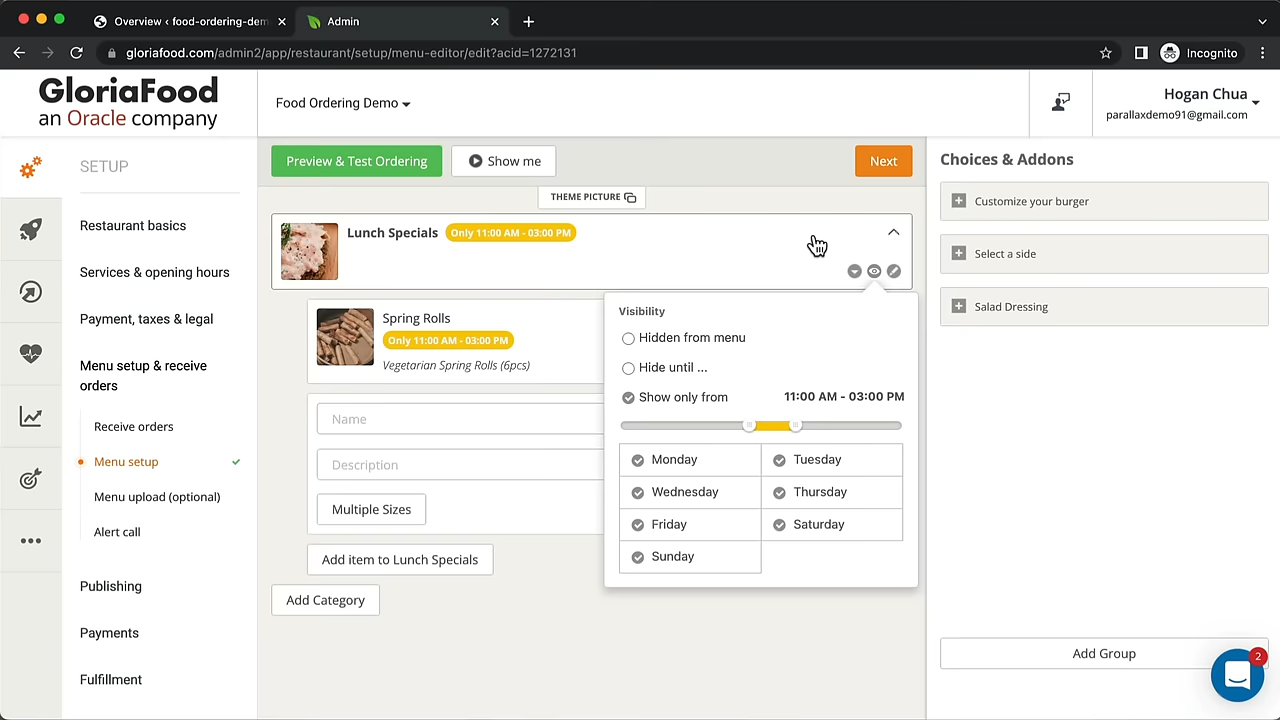 Overview ‹ food-ordering-dem
Admin
gloriafood.com/admin2/app/restaurant/setup/menu-editor/edit?acid=1272131
Incognito
GloriaFood
an Oracle company
Food Ordering Demo
Hogan Chua
parallaxdemo91@gmail.com
SETUP
Restaurant basics
Services & opening hours
Payment, taxes & legal
Menu setup & receive
orders
Receive orders
Menu setup
Menu upload (optional)
Alert call
Publishing
Payments
Fulfillment
Preview & Test Ordering
Show me
Next
THEME PICTURE
Lunch Specials
Only 11:00 AM - 03:00 PM
Spring Rolls
Only 11:00 AM - 03:00 PM
Vegetarian Spring Rolls (6pcs)
Name
Description
Multiple Sizes
Add item to Lunch Specials
Add Category
Visibility
Hidden from menu
Hide until ...
Show only from
11:00 AM - 03:00 PM
Monday
Tuesday
Wednesday
Thursday
Friday
Saturday
Sunday
Choices & Addons
Customize your burger
Select a side
Salad Dressing
Add Group
2